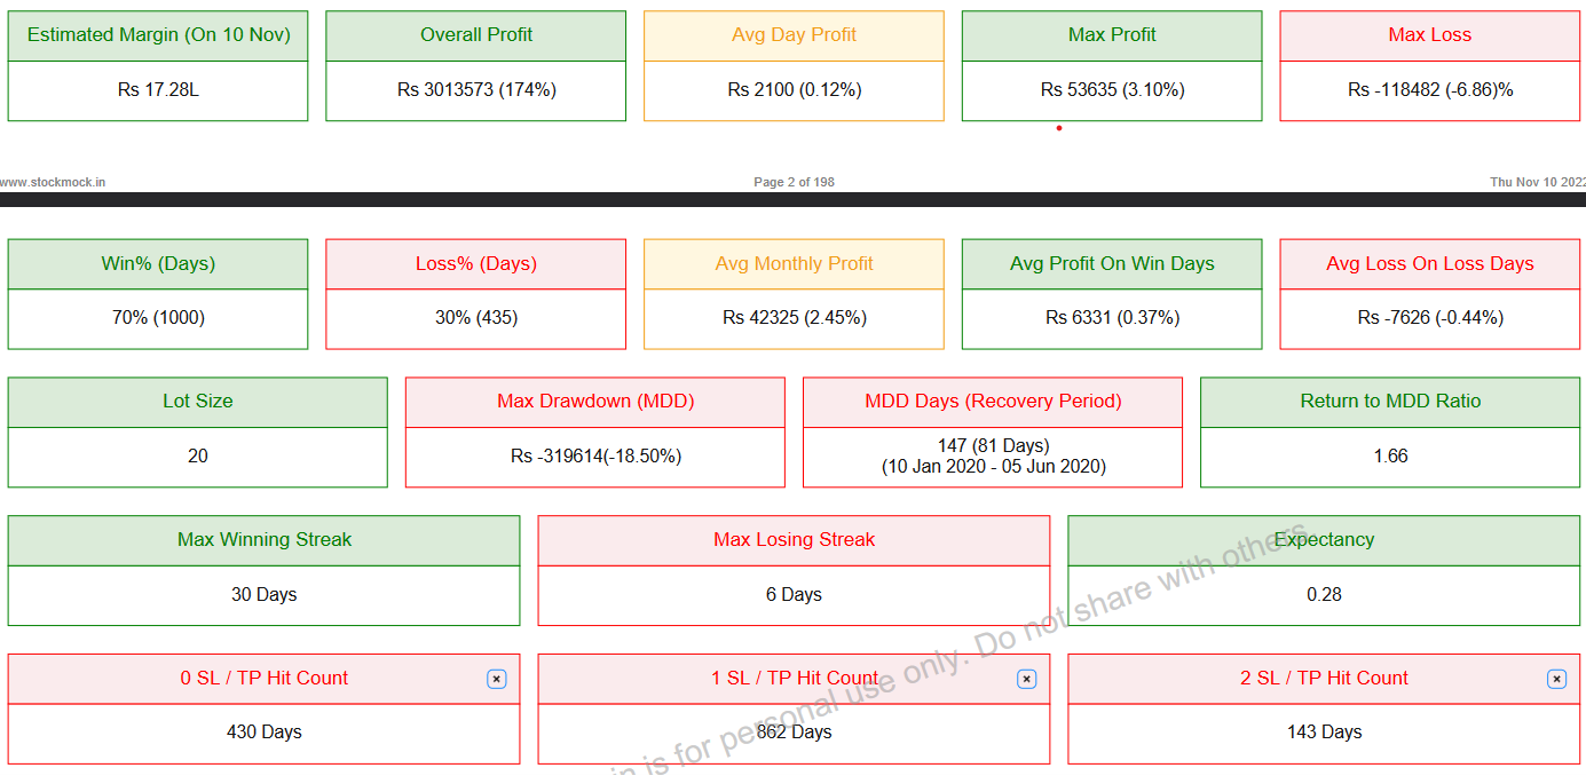 Estimated Margin (On 10 Nov)
Overall Profit
Avg Day Profit
Max Profit
Max Loss
Rs 17.28L
Rs 3013573 (174%)
Rs 2100 (0.12%)
Rs 53635 (3.10%)
Rs -118482 (-6.86)%
www.stockmock.in
Page 2 of 198
Thu Nov 10 2022
Win% (Days)
Loss% (Days)
Avg Monthly Profit
Avg Profit On Win Days
Avg Loss On Loss Days
70% (1000)
30% (435)
Rs 42325 (2.45%)
Rs 6331 (0.37%)
Rs -7626 (-0.44%)
Lot Size
Max Drawdown (MDD)
MDD Days (Recovery Period)
Return to MDD Ratio
20
Rs -319614(-18.50%)
147 (81 Days)
(10 Jan 2020 - 05 Jun 2020)
1.66
Max Winning Streak
Max Losing Streak
Expectancy
30 Days
6 Days
0.28
0 SL / TP Hit Count
1 SL / TP Hit Count
2 SL / TP Hit Count
430 Days
862 Days
143 Days
is for personal use only. Do not share with others.